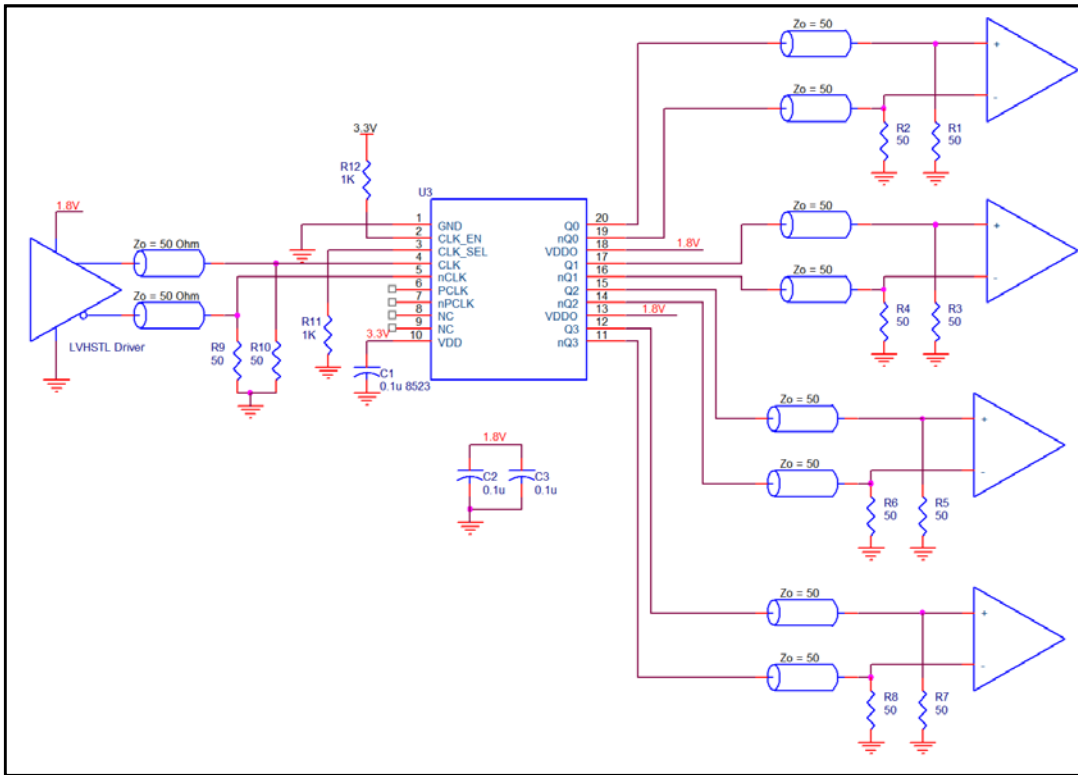 Zo = 50
+
Zo = 50
-
R2
50
R1
50
3.3V
R12
1K
U3
1.8V
Zo = 50 Ohm
Zo = 50 Ohm
LVHSTL Driver
R9
50
R10
50
R11
1K
3.3V
C1
0.1u
8523
1 GND
2 CLK_EN
3 CLK_SEL
4 CLK
5 nCLK
6 PCLK
7 nPCLK
8 NC
9 NC
10 VDD
Q0 20
nQ0 19
VDDO 18 1.8V
Q1 17
nQ1 16
Q2 15
nQ2 14
VDDO 13 1.8V
Q3 12
nQ3 11
Zo = 50
+
Zo = 50
-
R4
50
R3
50
1.8V
C2
0.1u
C3
0.1u
Zo = 50
+
Zo = 50
-
R6
50
R5
50
Zo = 50
+
Zo = 50
-
R8
50
R7
50